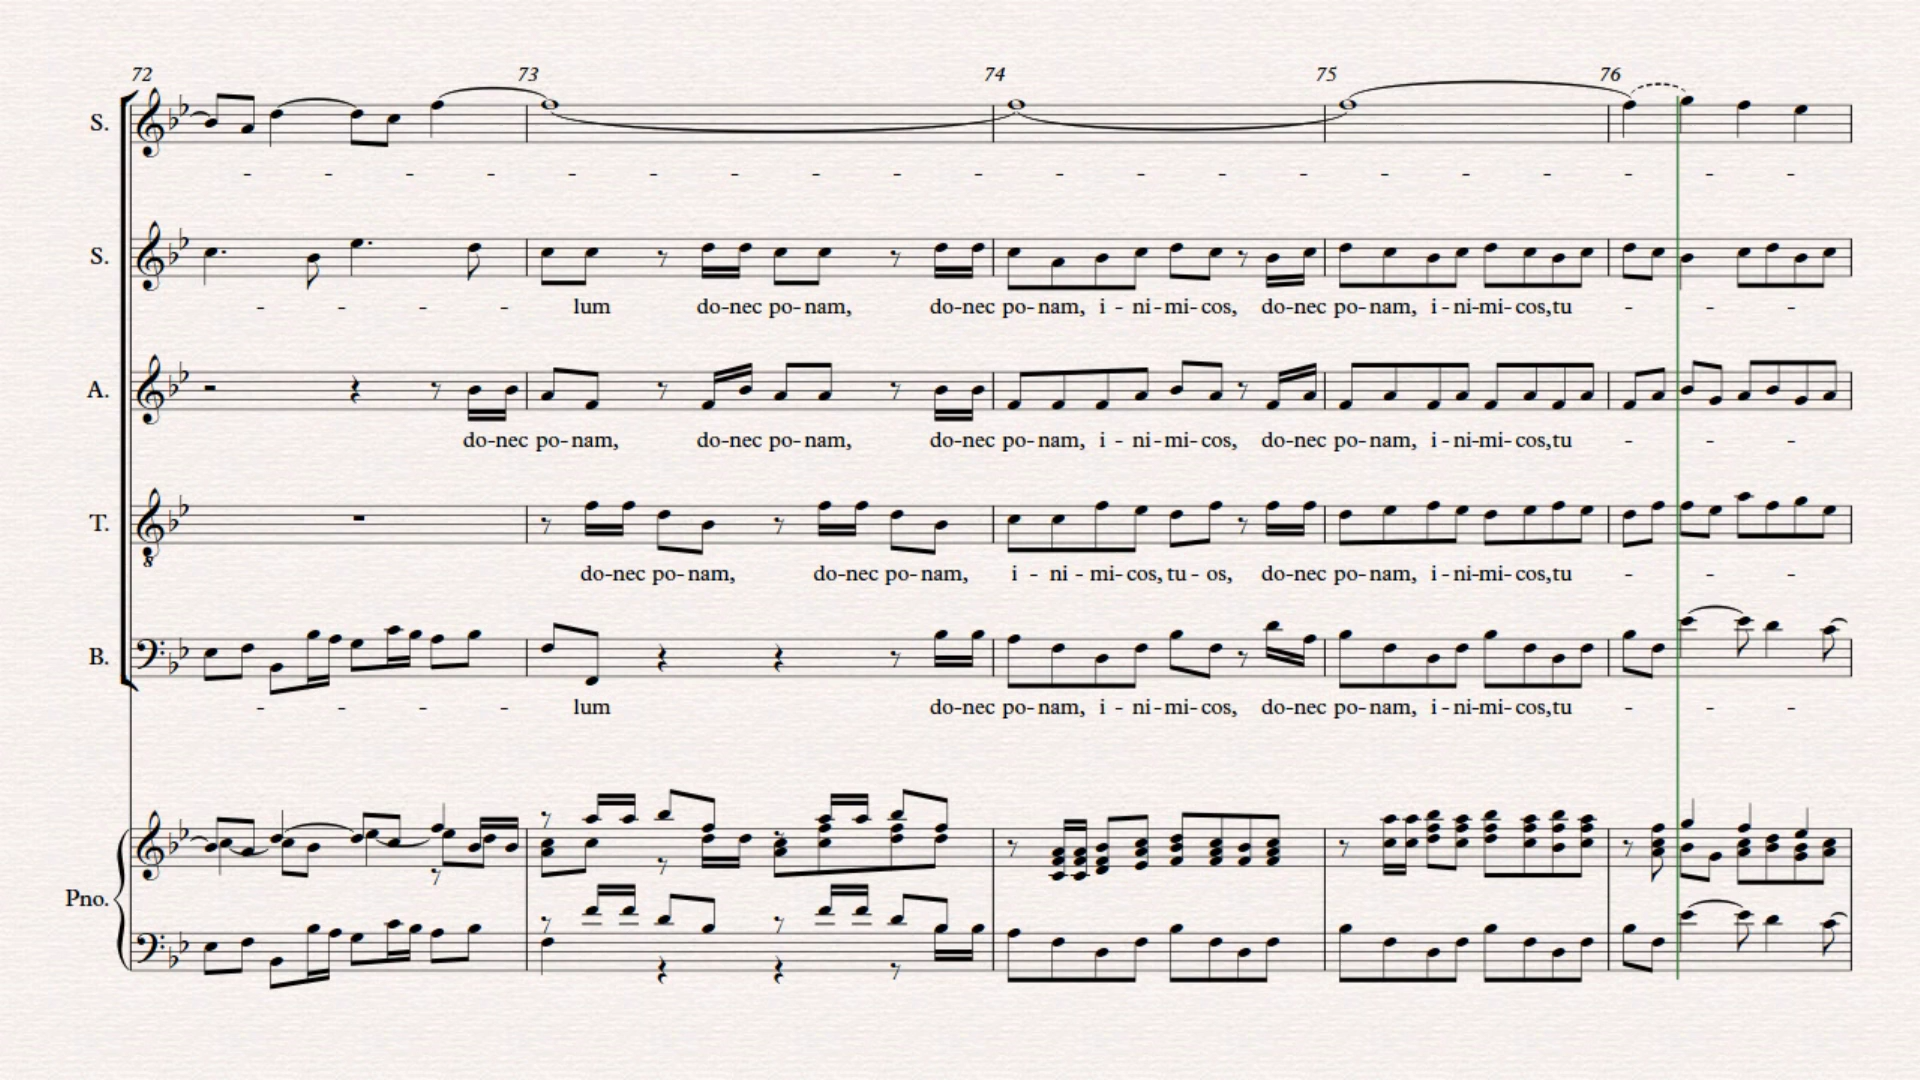 72 73 74 75 76
S.
- - - - - - - - - - - - - - - - - - - -
S.
- - - - lum do-nec po-nam, do-nec po-nam, i - ni-mi-cos, do-nec po-nam, i-ni-mi-cos,tu - - -
A.
do-nec po-nam, do-nec po-nam, do-nec po-nam, i - ni-mi-cos, do-nec po-nam, i-ni-mi-cos,tu - - -
T.
8
do-nec po-nam, do-nec po-nam, i - ni - mi-cos, tu - os, do-nec po-nam, i-ni-mi-cos,tu - - -
B.
- - - - lum do-nec po-nam, i - ni-mi-cos, do-nec po-nam, i-ni-mi-cos,tu - - -
Pno.